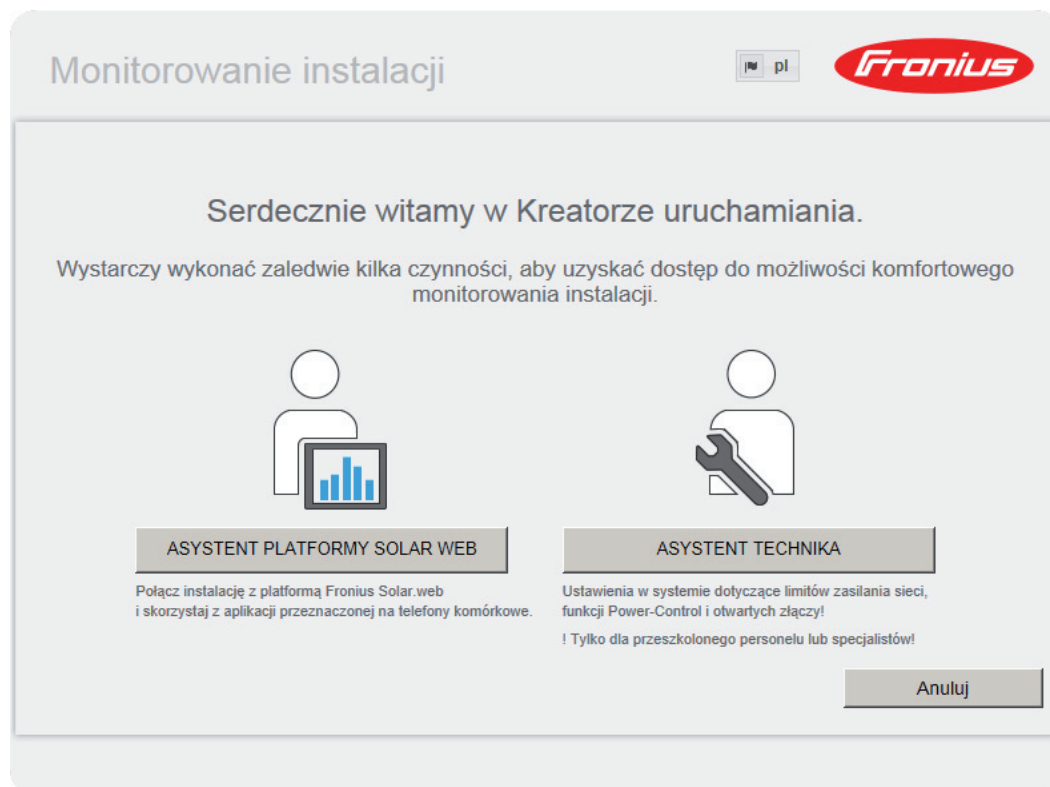 Monitorowanie instalacji
pl
Fronius
Serdecznie witamy w Kreatorze uruchamiania.
Wystarczy wykonać zaledwie kilka czynności, aby uzyskać dostęp do możliwości komfortowego
monitorowania instalacji.
ASYSTENT PLATFORMY SOLAR WEB
Połącz instalację z platformą Fronius Solar.web
i skorzystaj z aplikacji przeznaczonej na telefony komórkowe.
ASYSTENT TECHNIKA
Ustawienia w systemie dotyczące limitów zasilania sieci,
funkcji Power-Control i otwartych złączy!
! Tylko dla przeszkolonego personelu lub specjalistów!
Anuluj